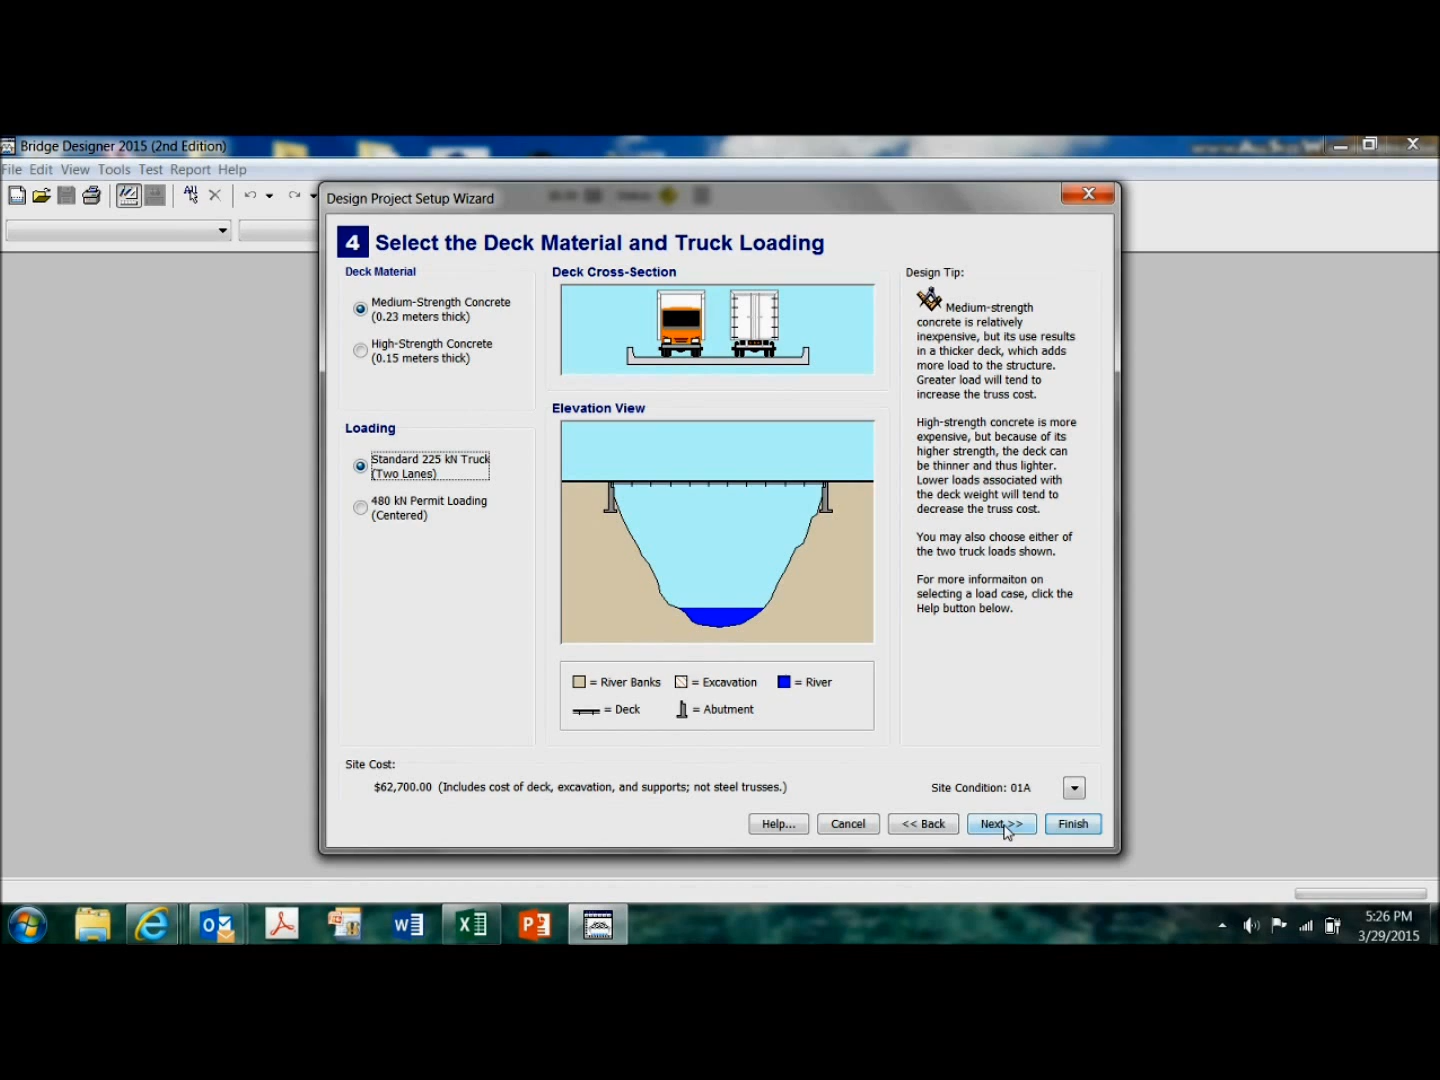 Bridge Designer 2015 (2nd Edition)
File Edit View Tools Test Report Help
Design Project Setup Wizard
4 Select the Deck Material and Truck Loading
Deck Material
Medium-Strength Concrete
(0.23 meters thick)
High-Strength Concrete
(0.15 meters thick)
Loading
Standard 225 kN Truck
(Two Lanes)
480 kN Permit Loading
(Centered)
Deck Cross-Section
Elevation View
= River Banks = Excavation = River
= Deck = Abutment
Design Tip:
Medium-strength
concrete is relatively
inexpensive, but its use results
in a thicker deck, which adds
more load to the structure.
Greater load will tend to
increase the truss cost.
High-strength concrete is more
expensive, but because of its
higher strength, the deck can
be thinner and thus lighter.
Lower loads associated with
the deck weight will tend to
decrease the truss cost.
You may also choose either of
the two truck loads shown.
For more informaiton on
selecting a load case, click the
Help button below.
Site Cost:
$62,700.00 (Includes cost of deck, excavation, and supports; not steel trusses.)
Site Condition: 01A
Help... Cancel << Back Next >> Finish
5:26 PM
3/29/2015